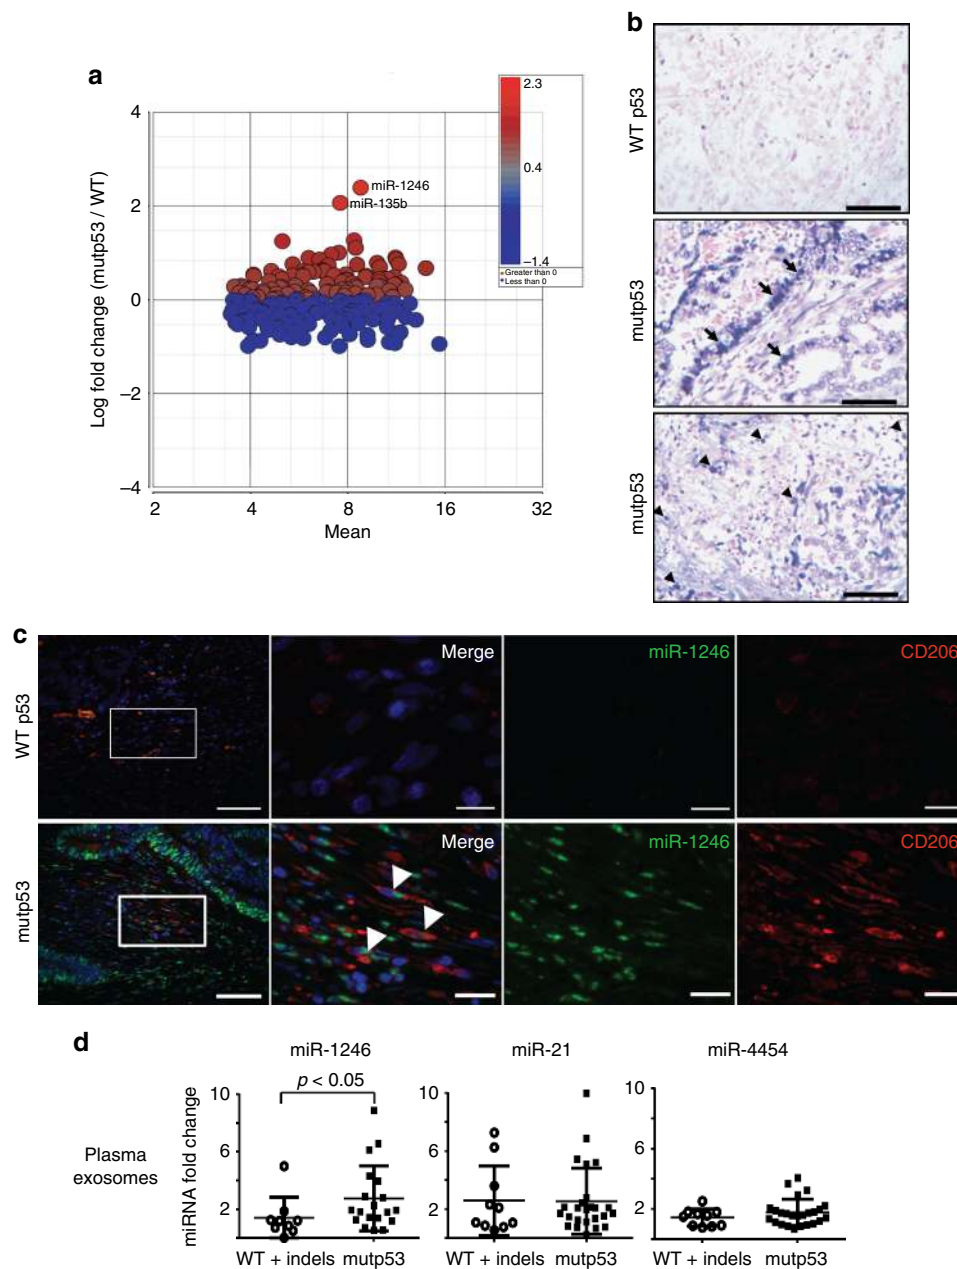 a
4
2
0
−2
−4
Log fold change (mutp53 / WT)
2
4
8
16
32
Mean
miR-1246
miR-135b
2.3
0.4
−1.4
Greater than 0
Less than 0
b
WT p53
mutp53
mutp53
c
WT p53
Merge
miR-1246
CD206
mutp53
Merge
miR-1246
CD206
d
Plasma
exosomes
miRNA fold change
miR-1246
p < 0.05
10
6
2
WT + indels
mutp53
miR-21
10
6
2
WT + indels
mutp53
miR-4454
10
6
2
WT + indels
mutp53